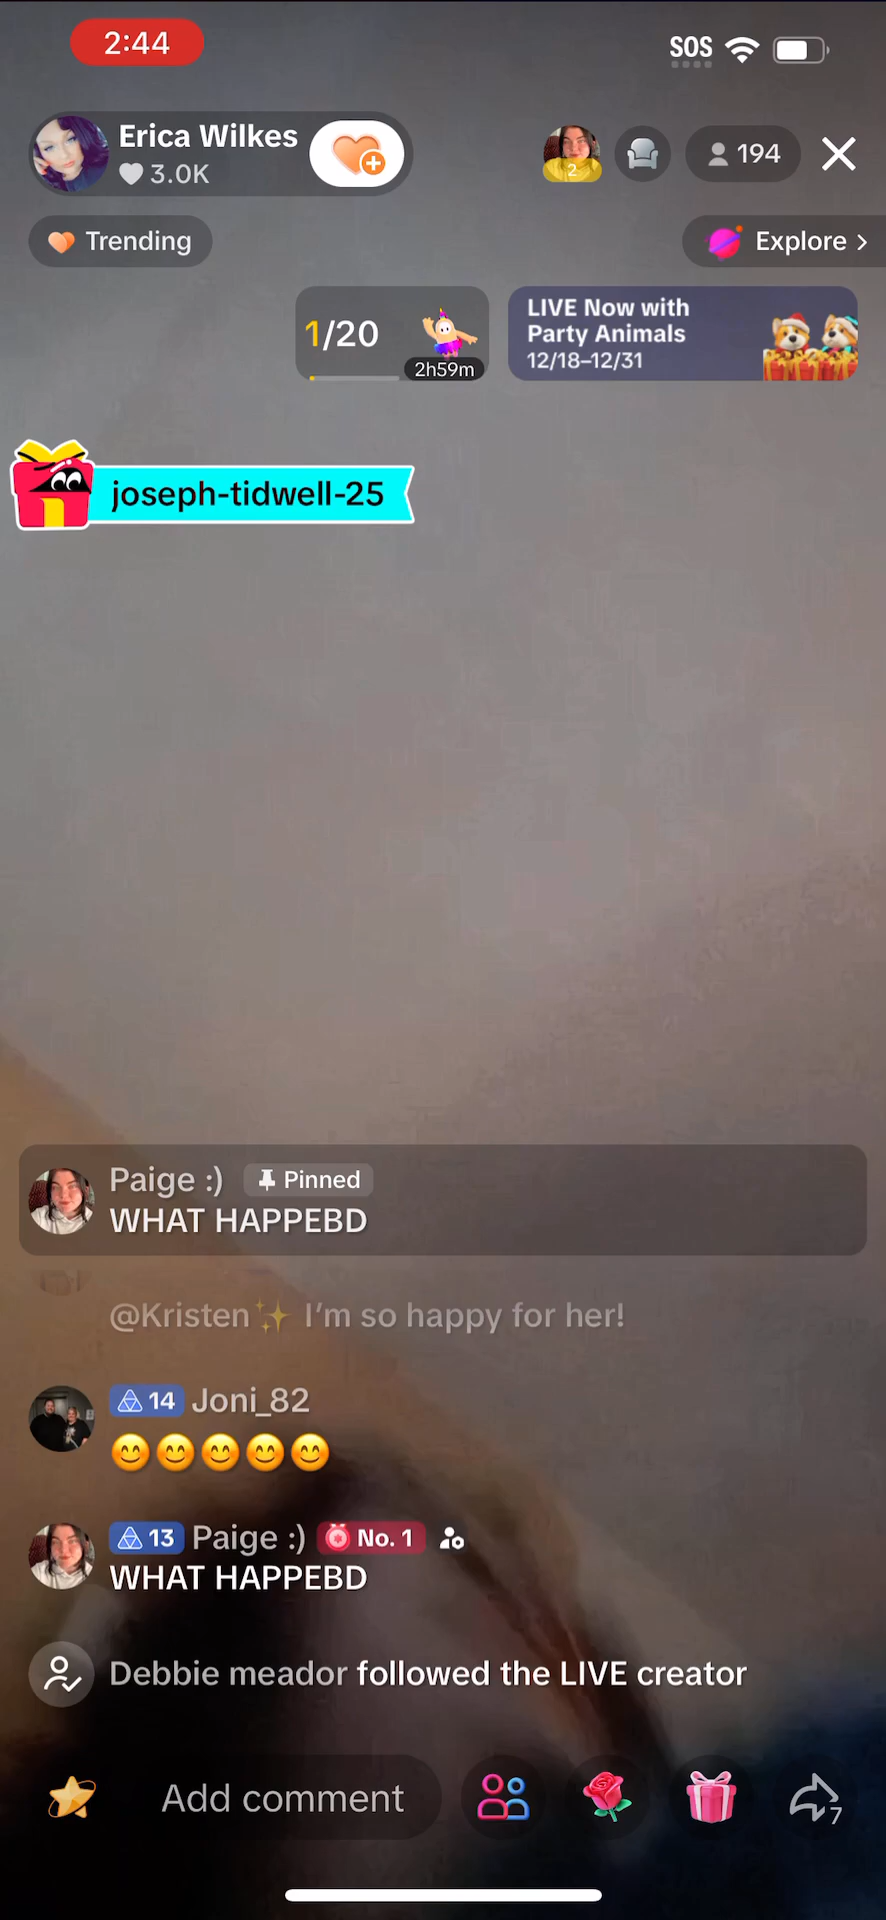 2:44
SOS
Erica Wilkes
3.0K
2
194
Trending
Explore >
1/20
2h59m
LIVE Now with
Party Animals
12/18–12/31
joseph-tidwell-25
Paige :) Pinned
WHAT HAPPEBD
@Kristen✨ I'm so happy for her!
14 Joni_82
😊😊😊😊😊
13 Paige :) No. 1
WHAT HAPPEBD
Debbie meador followed the LIVE creator
Add comment
7